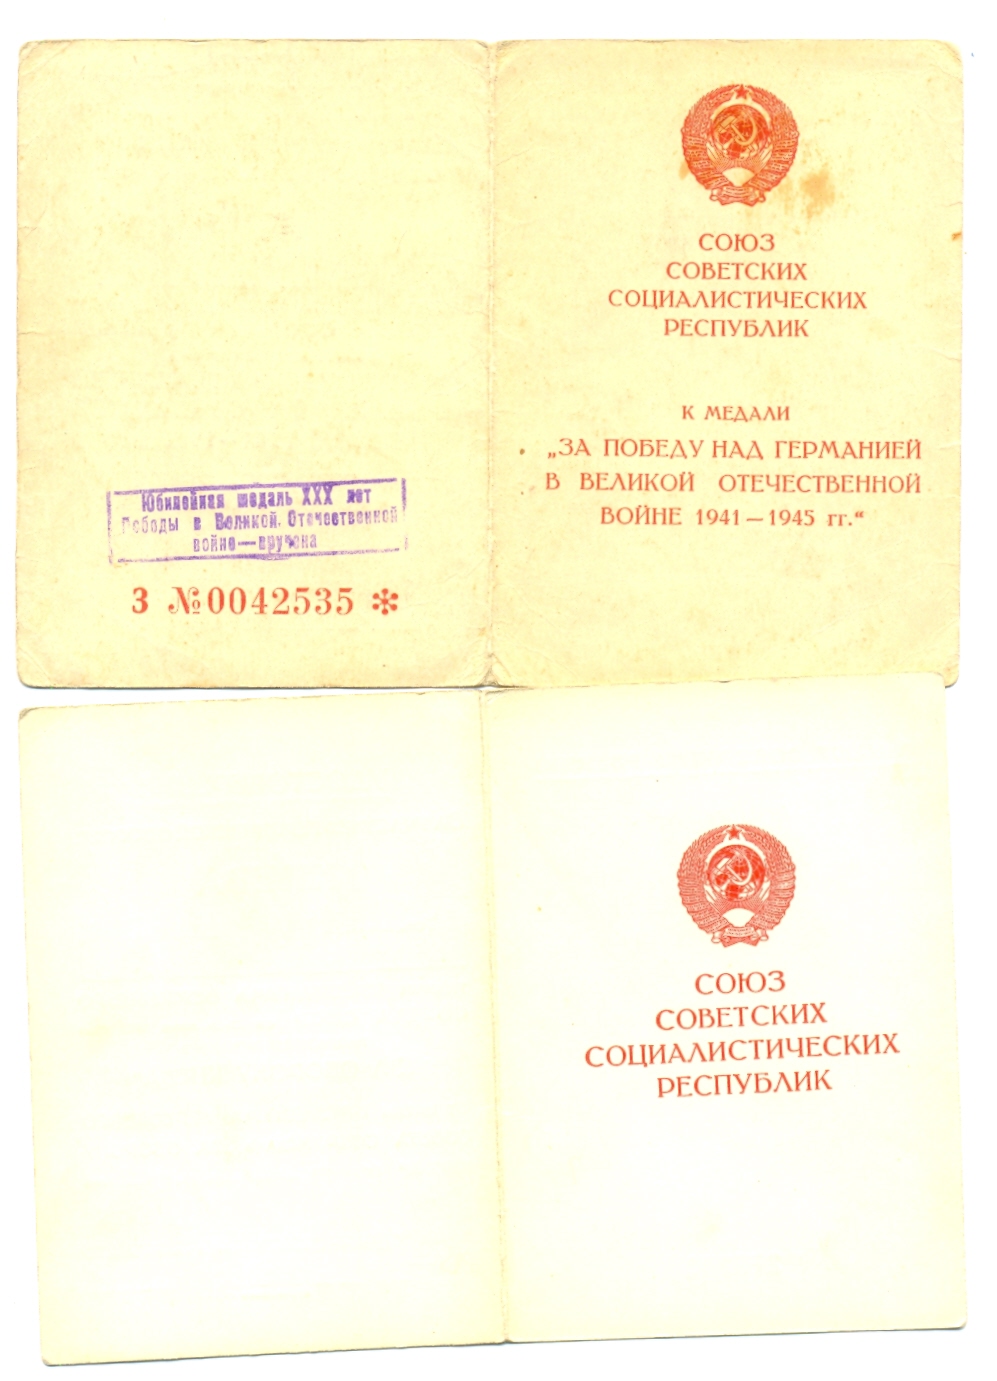 СОЮЗ
СОВЕТСКИХ
СОЦИАЛИСТИЧЕСКИХ
РЕСПУБЛИК
К МЕДАЛИ
„ЗА ПОБЕДУ НАД ГЕРМАНИЕЙ
В ВЕЛИКОЙ ОТЕЧЕСТВЕННОЙ
ВОЙНЕ 1941 — 1945 гг.“
Юбилейная медаль XXX лет
Победы в Великой Отечественной
войне—вручена
З №0042535 *
СОЮЗ
СОВЕТСКИХ
СОЦИАЛИСТИЧЕСКИХ
РЕСПУБЛИК